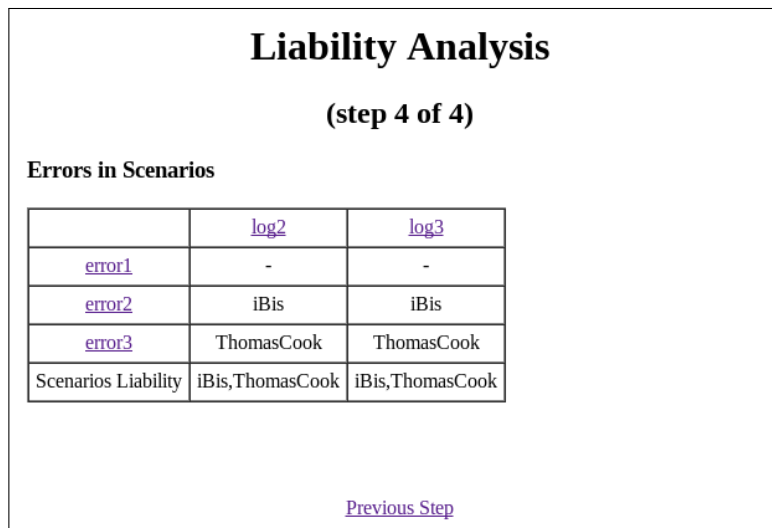 Liability Analysis
(step 4 of 4)
Errors in Scenarios
log2 log3
error1 - -
error2 iBis iBis
error3 ThomasCook ThomasCook
Scenarios Liability iBis,ThomasCook iBis,ThomasCook
Previous Step